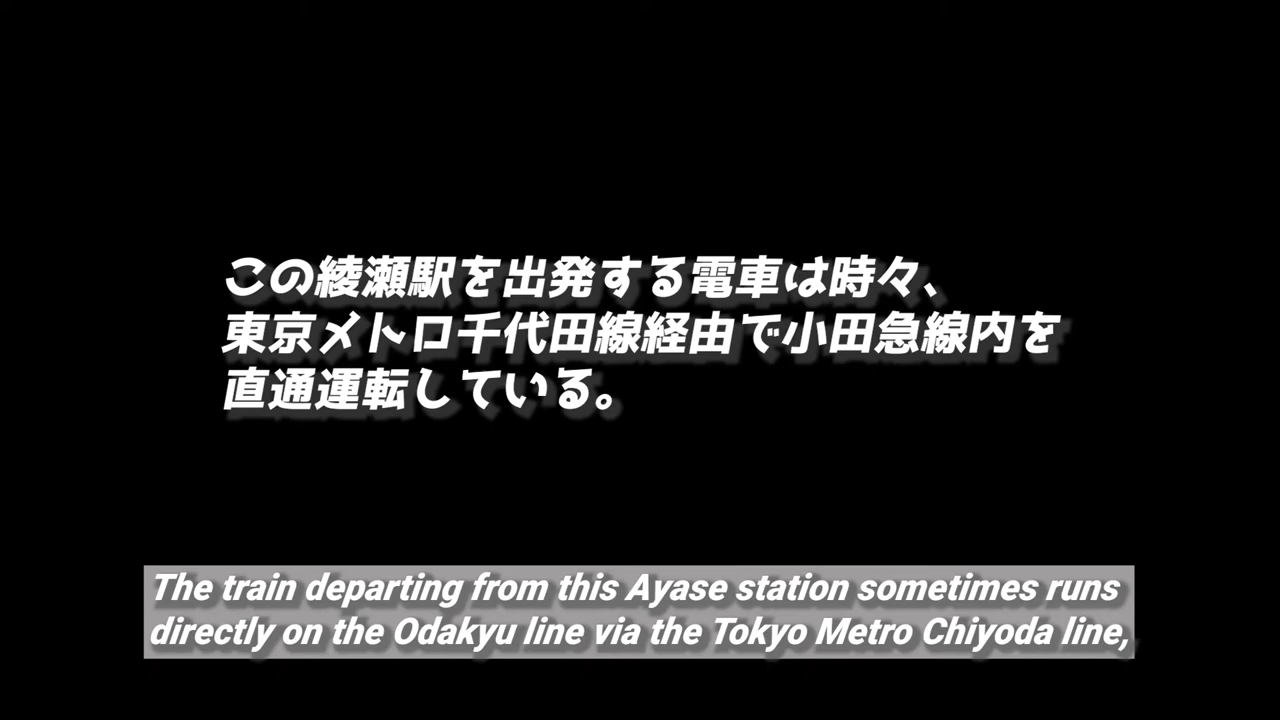 この綾瀬駅を出発する電車は時々、
東京メトロ千代田線経由で小田急線内を
直通運転している。
The train departing from this Ayase station sometimes runs
directly on the Odakyu line via the Tokyo Metro Chiyoda line,